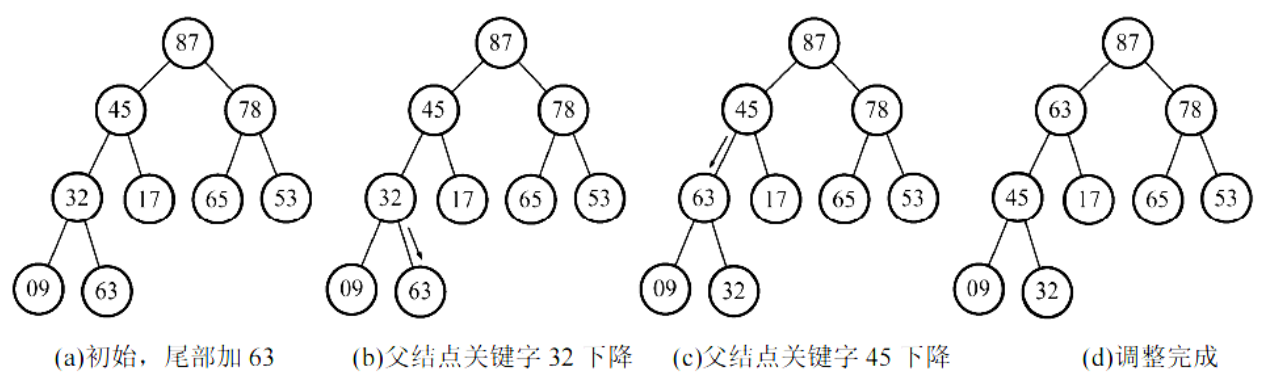 87 87 87 87
45 78 45 78 45 78 63 78
32 17 65 53 32 17 65 53 63 17 65 53 45 17 65 53
09 63 09 63 09 32 09 32
(a)初始，尾部加 63 (b)父结点关键字 32 下降 (c)父结点关键字 45 下降 (d)调整完成